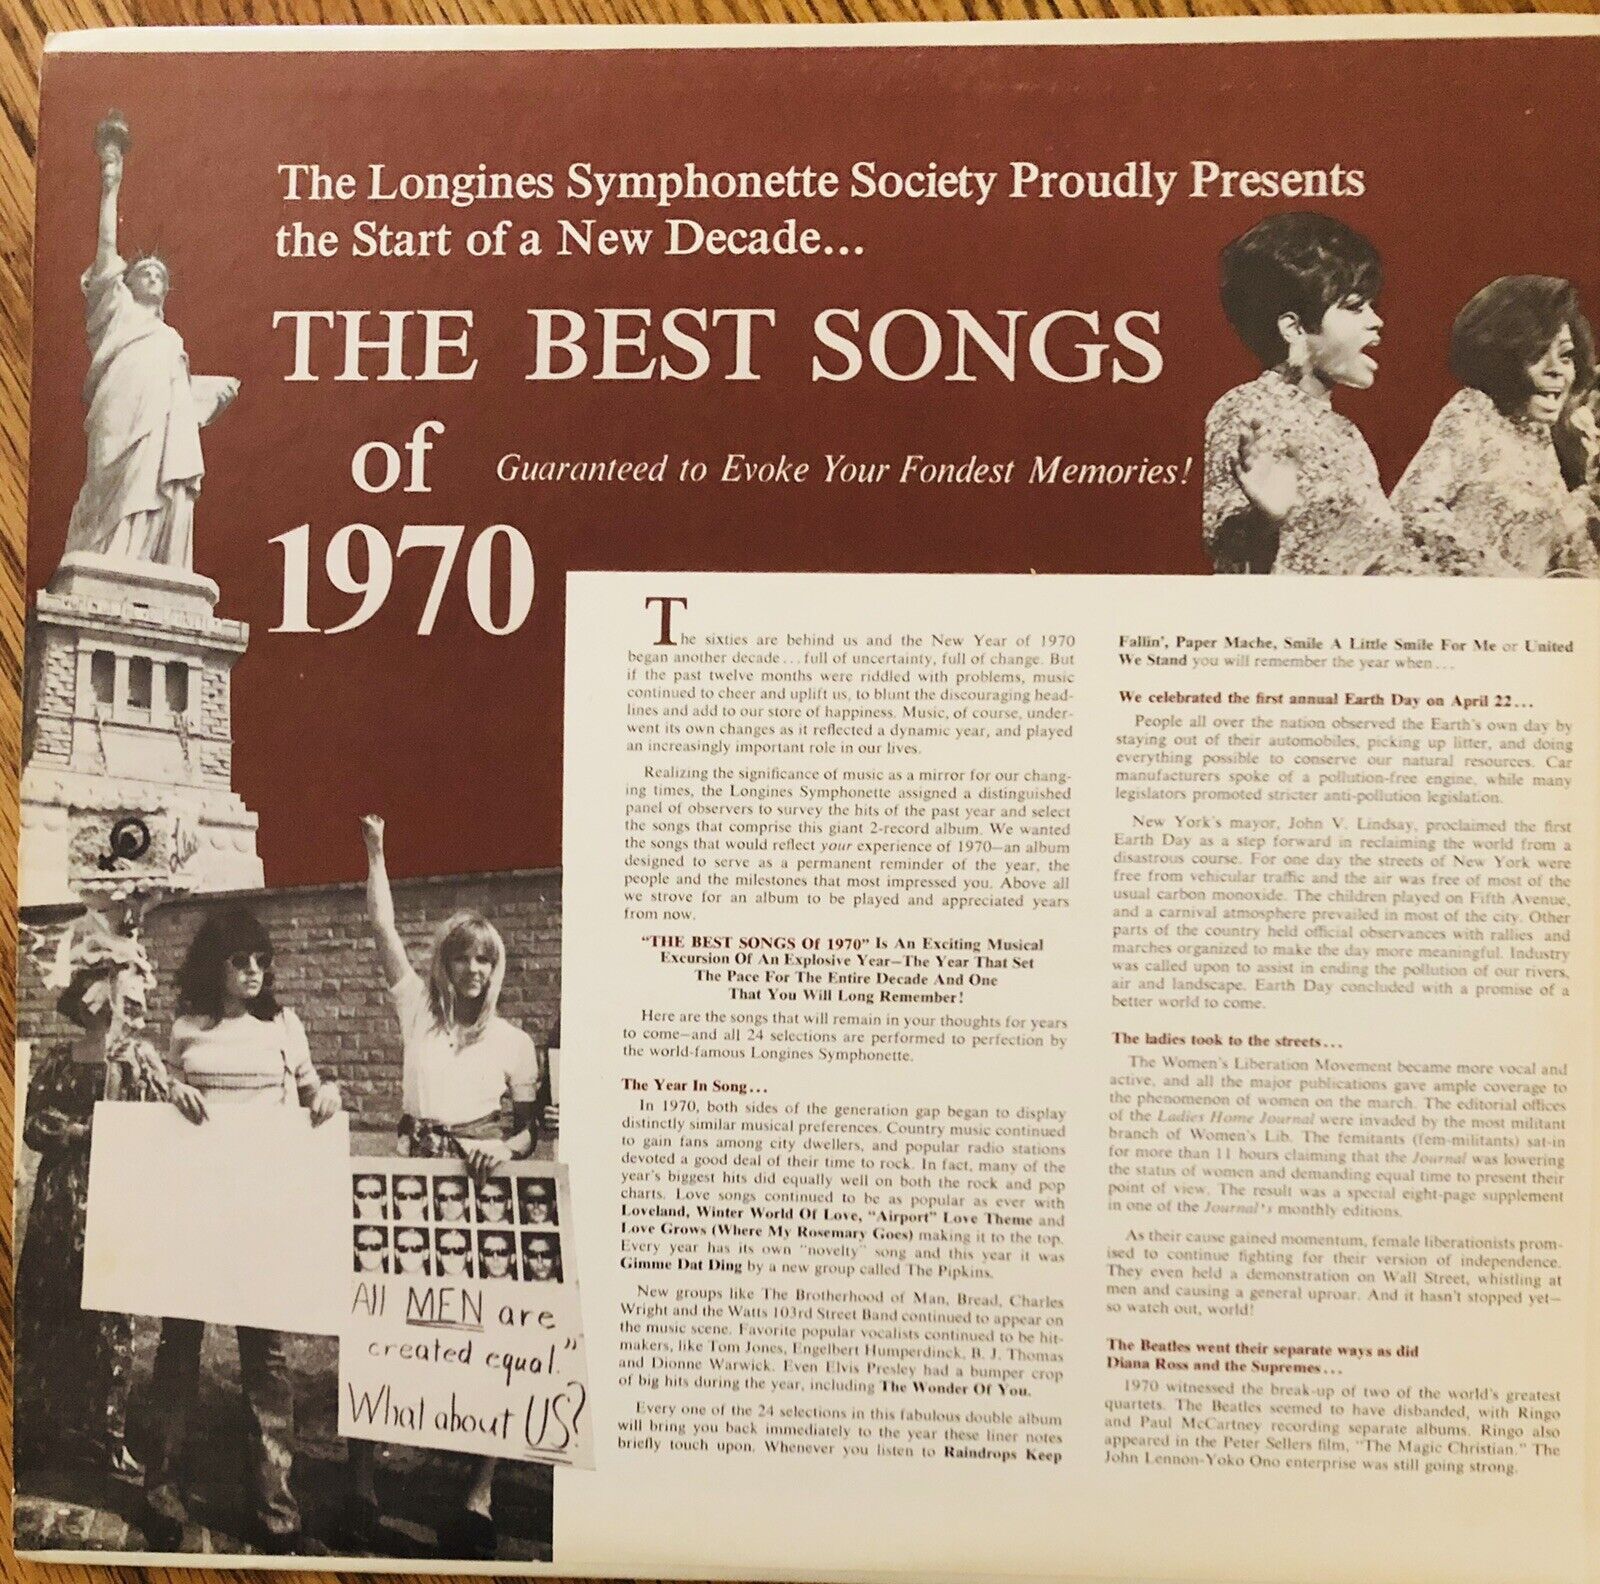 The Longines Symphonette Society Proudly Presents
the Start of a New Decade...
THE BEST SONGS
of
Guaranteed to Evoke Your Fondest Memories!
1970
The sixties are behind us and the New Year of 1970
began another decade...full of uncertainty, full of change. But
if the past twelve months were riddled with problems, music
continued to cheer and uplift us, to blunt the discouraging head-
lines and add to our store of happiness. Music, of course, under-
went its own changes as it reflected a dynamic year, and played
an increasingly important role in our lives.
Realizing the significance of music as a mirror for our chang-
ing times, the Longines Symphonette assigned a distinguished
panel of observers to survey the hits of the past year and select
the songs that comprise this giant 2-record album. We wanted
the songs that would reflect your experience of 1970—an album
designed to serve as a permanent reminder of the year, the
people and the milestones that most impressed you. Above all
we strove for an album to be played and appreciated years
from now.
"THE BEST SONGS Of 1970" Is An Exciting Musical
Excursion Of An Explosive Year—The Year That Set
The Pace For The Entire Decade And One
That You Will Long Remember!
Here are the songs that will remain in your thoughts for years
to come—and all 24 selections are performed to perfection by
the world-famous Longines Symphonette.
The Year In Song...
In 1970, both sides of the generation gap began to display
distinctly similar musical preferences. Country music continued
to gain fans among city dwellers, and popular radio stations
devoted a good deal of their time to rock. In fact, many of the
year's biggest hits did equally well on both the rock and pop
charts. Love songs continued to be as popular as ever with
Loveland, Winter World Of Love, "Airport" Love Theme and
Love Grows (Where My Rosemary Goes) making it to the top.
Every year has its own "novelty" song and this year it was
Gimme Dat Ding by a new group called The Pipkins.
New groups like The Brotherhood of Man, Bread, Charles
Wright and the Watts 103rd Street Band continued to appear on
the music scene. Favorite popular vocalists continued to be hit-
makers, like Tom Jones, Engelbert Humperdinck, B. J. Thomas
and Dionne Warwick. Even Elvis Presley had a bumper crop
of big hits during the year, including The Wonder Of You.
Every one of the 24 selections in this fabulous double album
will bring you back immediately to the year these liner notes
briefly touch upon. Whenever you listen to Raindrops Keep
Fallin', Paper Mache, Smile A Little Smile For Me or United
We Stand you will remember the year when...
We celebrated the first annual Earth Day on April 22...
People all over the nation observed the Earth's own day by
staying out of their automobiles, picking up litter, and doing
everything possible to conserve our natural resources. Car
manufacturers spoke of a pollution-free engine, while many
legislators promoted stricter anti-pollution legislation.
New York's mayor, John V. Lindsay, proclaimed the first
Earth Day as a step forward in reclaiming the world from a
disastrous course. For one day the streets of New York were
free from vehicular traffic and the air was free of most of the
usual carbon monoxide. The children played on Fifth Avenue,
and a carnival atmosphere prevailed in most of the city. Other
parts of the country held official observances with rallies and
marches organized to make the day more meaningful. Industry
was called upon to assist in ending the pollution of our rivers,
air and landscape. Earth Day concluded with a promise of a
better world to come.
The ladies took to the streets...
The Women's Liberation Movement became more vocal and
active, and all the major publications gave ample coverage to
the phenomenon of women on the march. The editorial offices
of the Ladies Home Journal were invaded by the most militant
branch of Women's Lib. The femitants (fem-militants) sat-in
for more than 11 hours claiming that the Journal was lowering
the status of women and demanding equal time to present their
point of view. The result was a special eight-page supplement
in one of the Journal's monthly editions.
As their cause gained momentum, female liberationists prom-
ised to continue fighting for their version of independence.
They even held a demonstration on Wall Street, whistling at
men and causing a general uproar. And it hasn't stopped yet—
so watch out, world!
The Beatles went their separate ways as did
Diana Ross and the Supremes...
1970 witnessed the break-up of two of the world's greatest
quartets. The Beatles seemed to have disbanded, with Ringo
and Paul McCartney recording separate albums. Ringo also
appeared in the Peter Sellers film, "The Magic Christian." The
John Lennon-Yoko Ono enterprise was still going strong.
All MEN are
created equal."
What about US?